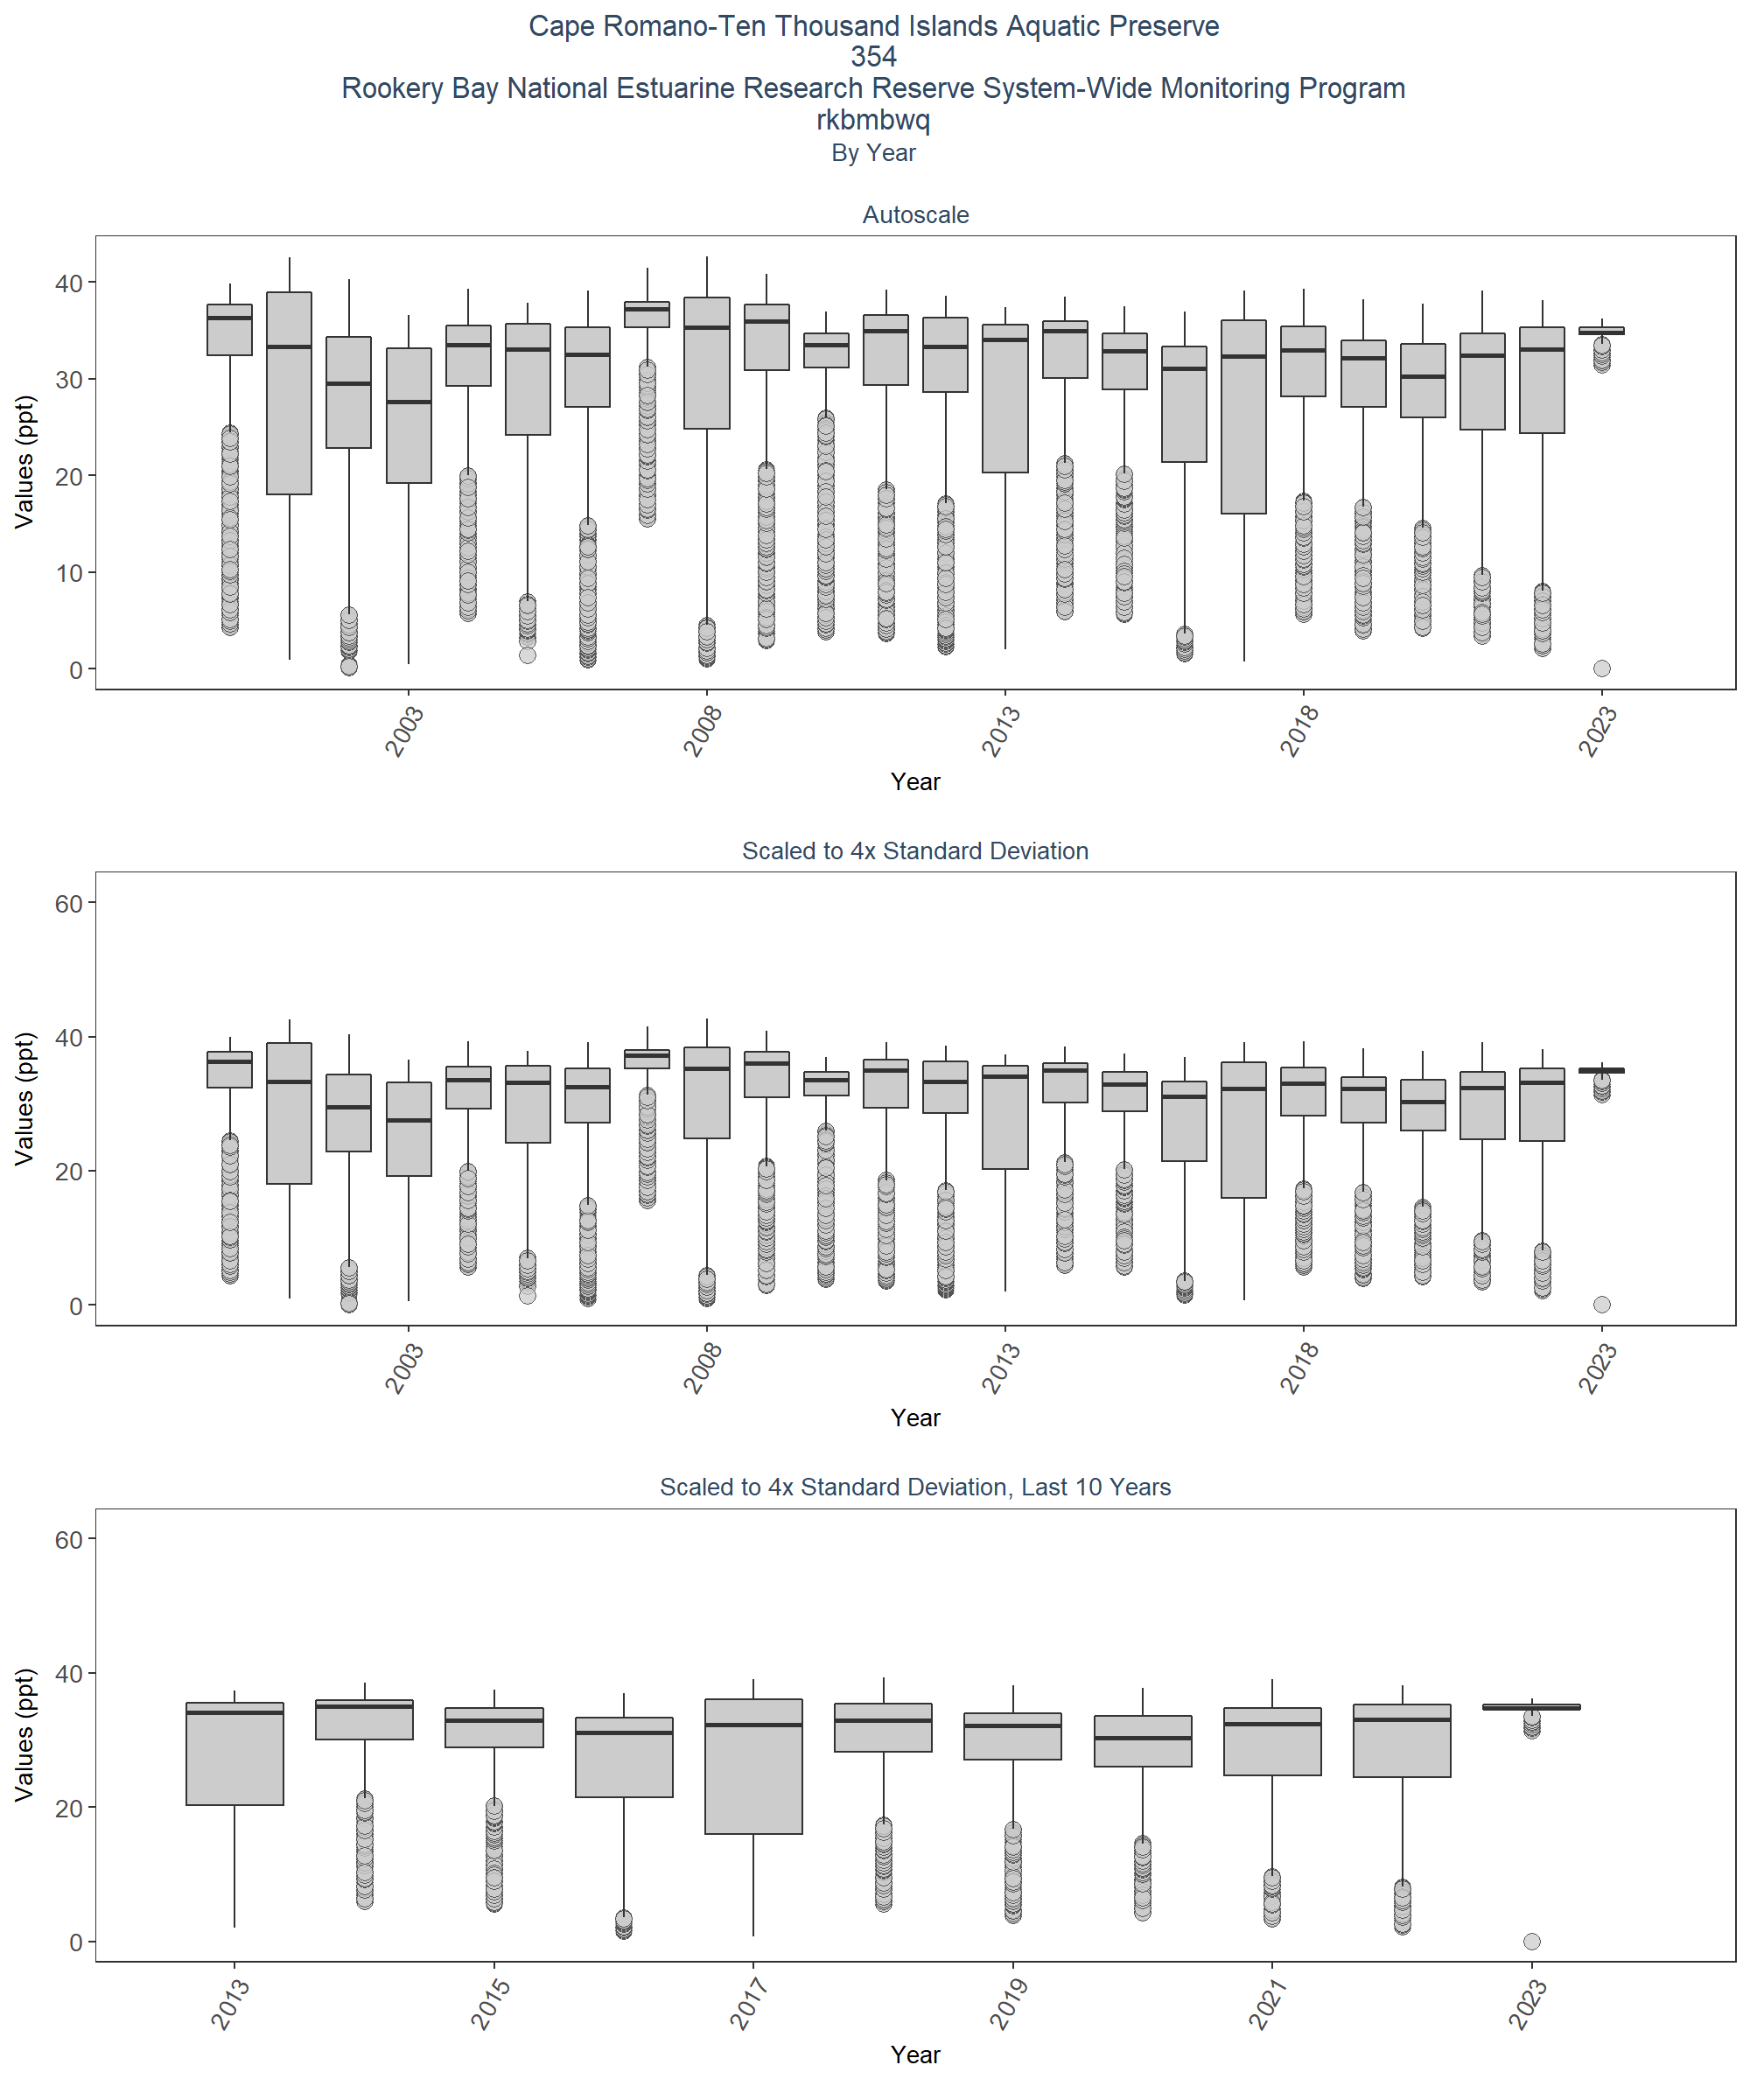 Cape Romano-Ten Thousand Islands Aquatic Preserve
354
Rookery Bay National Estuarine Research Reserve System-Wide Monitoring Program
rkbmbwq
By Year
Autoscale
Values (ppt)
40
30
20
10
0
2003
2008
2013
2018
2023
Year
Scaled to 4x Standard Deviation
Values (ppt)
60
40
20
0
2003
2008
2013
2018
2023
Year
Scaled to 4x Standard Deviation, Last 10 Years
Values (ppt)
60
40
20
0
2013
2015
2017
2019
2021
2023
Year